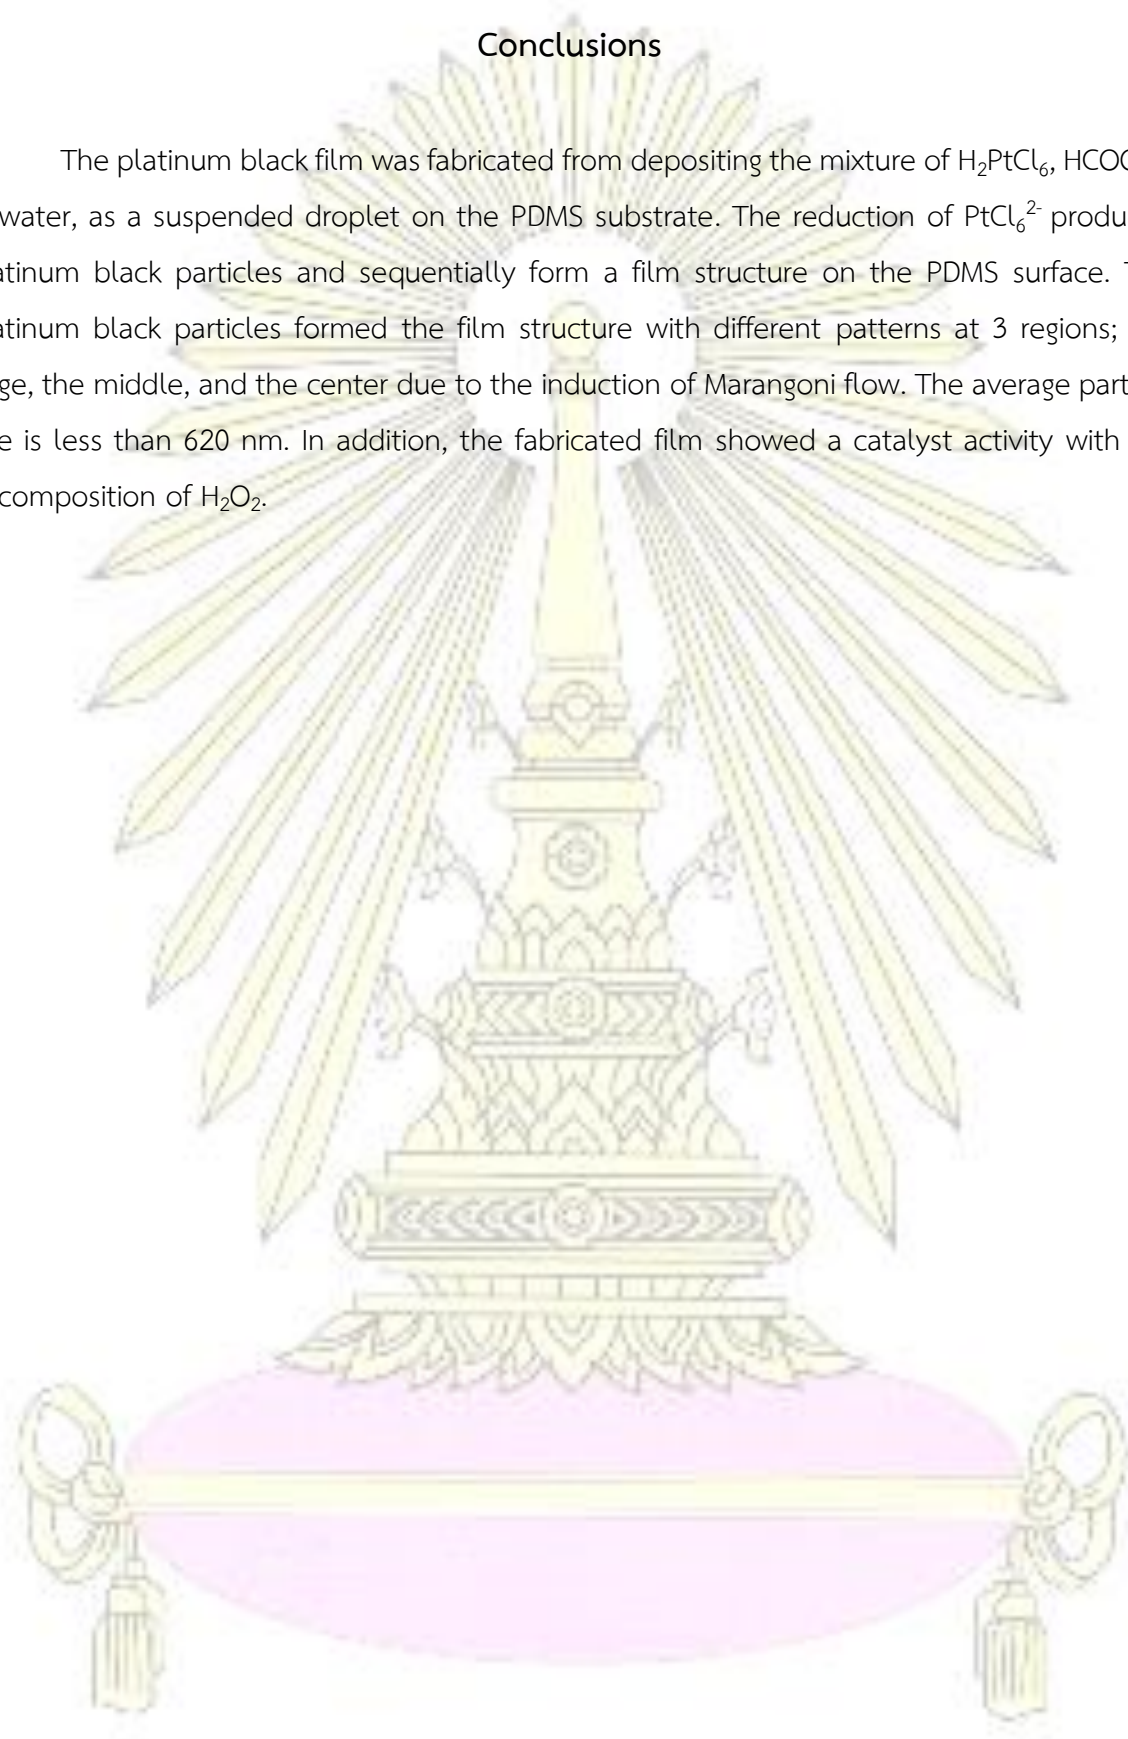 Conclusions
The platinum black film was fabricated from depositing the mixture of H₂PtCl₆, HCOO
water, as a suspended droplet on the PDMS substrate. The reduction of PtCl₆²⁻ produ
atinum black particles and sequentially form a film structure on the PDMS surface. T
atinum black particles formed the film structure with different patterns at 3 regions;
ge, the middle, and the center due to the induction of Marangoni flow. The average part
e is less than 620 nm. In addition, the fabricated film showed a catalyst activity with
composition of H₂O₂.